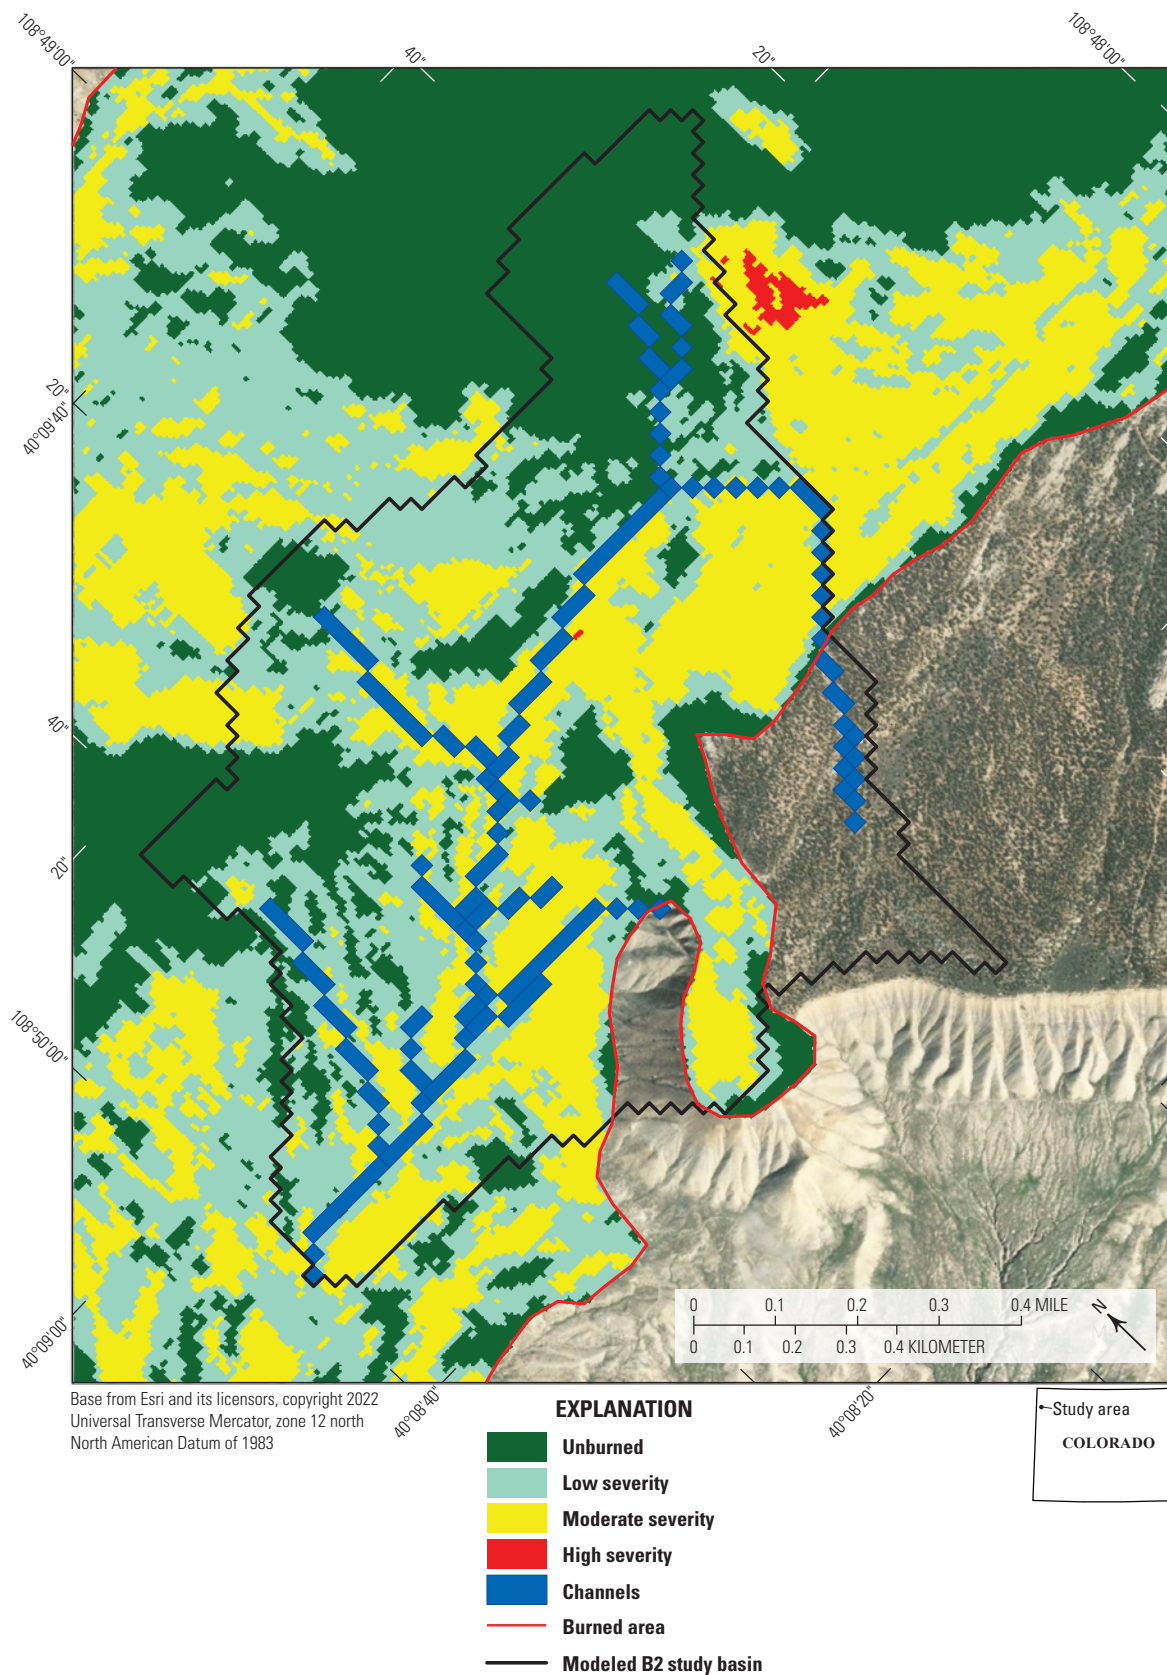 108°49'00"
40"
20"
108°48'00"
20"
40°09'40"
40"
20"
108°50'00"
40°09'00"
0 0.1 0.2 0.3 0.4 MILE
0 0.1 0.2 0.3 0.4 KILOMETER
N
40°08'40"
40°08'20"
Base from Esri and its licensors, copyright 2022
Universal Transverse Mercator, zone 12 north
North American Datum of 1983
EXPLANATION
Unburned
Low severity
Moderate severity
High severity
Channels
Burned area
Modeled B2 study basin
Study area
COLORADO